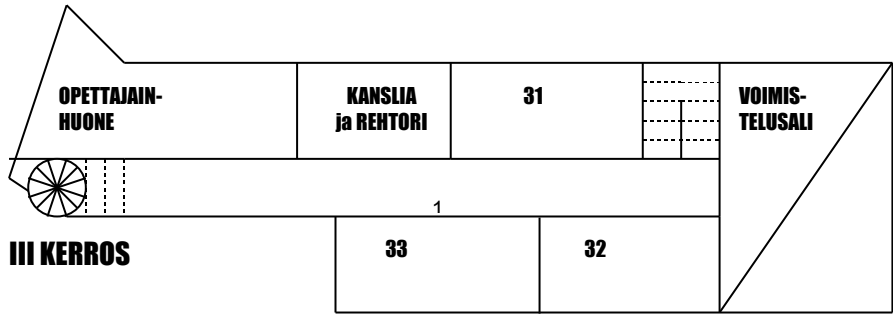 OPETTAJAIN-
HUONE
KANSLIA
ja REHTORI
31
VOIMIS-
TELUSALI
1
III KERROS
33
32